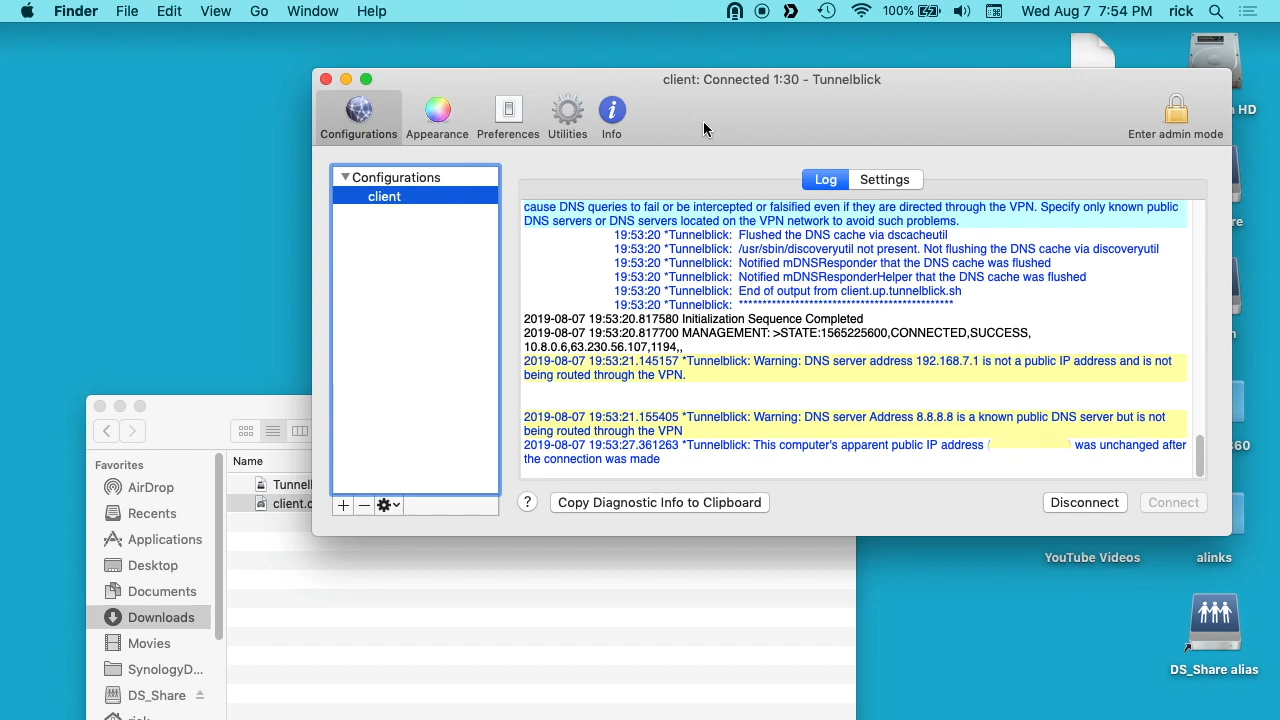 Finder File Edit View Go Window Help 100% Wed Aug 7 7:54 PM rick
client: Connected 1:30 - Tunnelblick
Configurations Appearance Preferences Utilities Info Enter admin mode
HD
Configurations
client
Log Settings
cause DNS queries to fail or be intercepted or falsified even if they are directed through the VPN. Specify only known public
DNS servers or DNS servers located on the VPN network to avoid such problems.
19:53:20 *Tunnelblick: Flushed the DNS cache via dscacheutil
19:53:20 *Tunnelblick: /usr/sbin/discoveryutil not present. Not flushing the DNS cache via discoveryutil
19:53:20 *Tunnelblick: Notified mDNSResponder that the DNS cache was flushed
19:53:20 *Tunnelblick: Notified mDNSResponderHelper that the DNS cache was flushed
19:53:20 *Tunnelblick: End of output from client.up.tunnelblick.sh
19:53:20 *Tunnelblick: **********************************************
2019-08-07 19:53:20.817580 Initialization Sequence Completed
2019-08-07 19:53:20.817700 MANAGEMENT: >STATE:1565225600,CONNECTED,SUCCESS,
10.8.0.6,63.230.56.107,1194,,
2019-08-07 19:53:21.145157 *Tunnelblick: Warning: DNS server address 192.168.7.1 is not a public IP address and is not
being routed through the VPN.
2019-08-07 19:53:21.155405 *Tunnelblick: Warning: DNS server Address 8.8.8.8 is a known public DNS server but is not
being routed through the VPN
2019-08-07 19:53:27.361263 *Tunnelblick: This computer's apparent public IP address ( ) was unchanged after
the connection was made
? Copy Diagnostic Info to Clipboard Disconnect Connect
Favorites
AirDrop
Recents
Applications
Desktop
Documents
Downloads
Movies
SynologyD...
DS_Share
Name
Tunnel
client.
YouTube Videos alinks
DS_Share alias